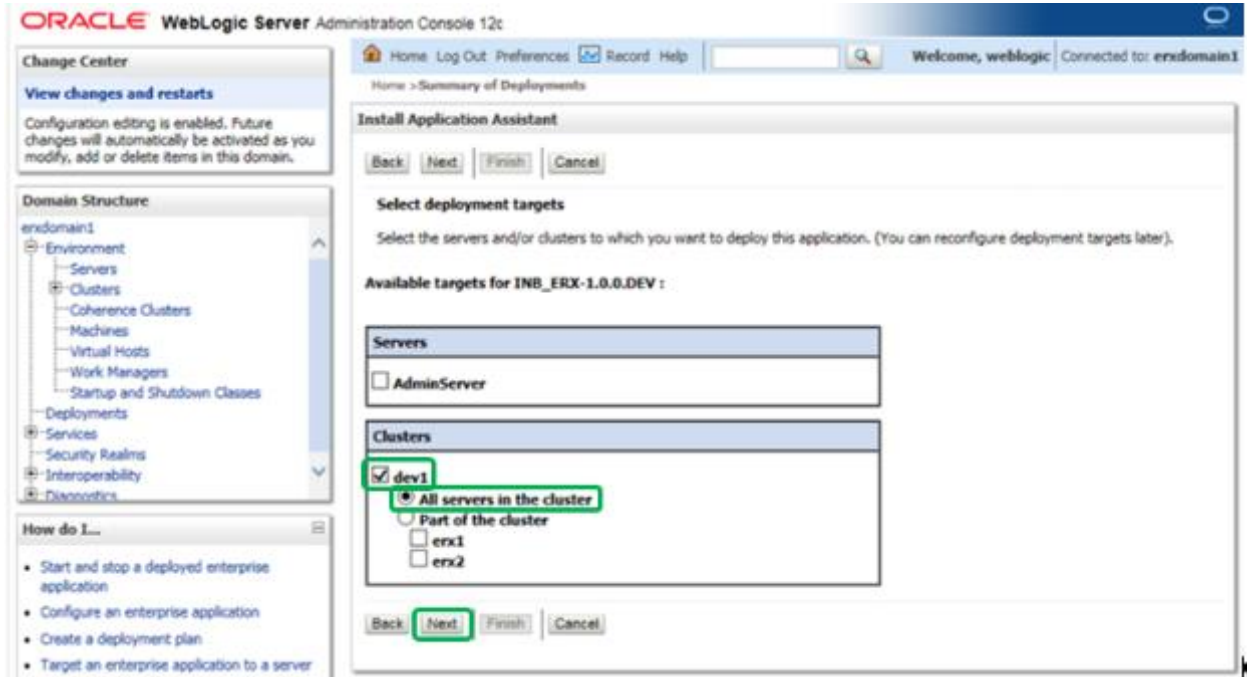 ORACLE WebLogic Server Administration Console 12c
Change Center
View changes and restarts
Configuration editing is enabled. Future
changes will automatically be activated as you
modify, add or delete items in this domain.
Domain Structure
erxdomain1
Environment
Servers
Clusters
Coherence Clusters
Machines
Virtual Hosts
Work Managers
Startup and Shutdown Classes
Deployments
Services
Security Realms
Interoperability
Diagnostics
How do I...
• Start and stop a deployed enterprise
application
• Configure an enterprise application
• Create a deployment plan
• Target an enterprise application to a server
Home Log Out Preferences Record Help
Welcome, weblogic Connected to: erxdomain1
Home >Summary of Deployments
Install Application Assistant
Back Next Finish Cancel
Select deployment targets
Select the servers and/or clusters to which you want to deploy this application. (You can reconfigure deployment targets later).
Available targets for INB_ERX-1.0.0.DEV :
Servers
AdminServer
Clusters
dev1
All servers in the cluster
Part of the cluster
erx1
erx2
Back Next Finish Cancel